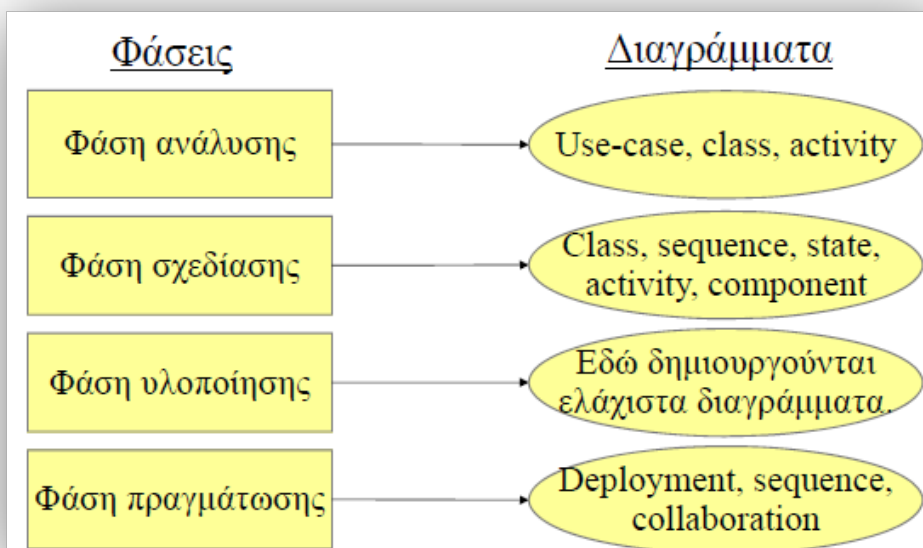 Φάσεις
Διαγράμματα
Φάση ανάλυσης
Use-case, class, activity
Φάση σχεδίασης
Class, sequence, state,
activity, component
Φάση υλοποίησης
Εδώ δημιουργούνται
ελάχιστα διαγράμματα.
Φάση πραγμάτωσης
Deployment, sequence,
collaboration